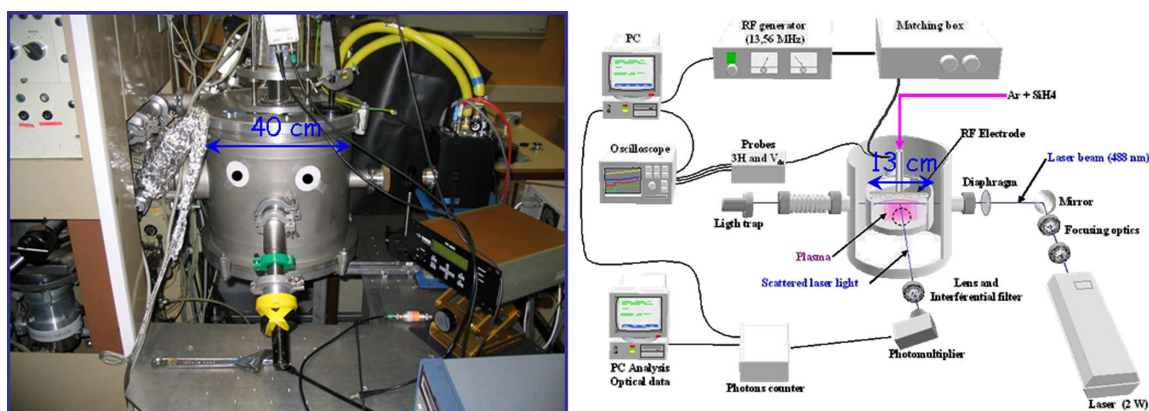 40 cm
PC
RF generator
(13,56 MHz)
Matching box
Ar + SiH4
RF Electrode
Oscilloscope
Probes
3H and Vdc
13 cm
Laser beam (488 nm)
Diaphragm
Mirror
Ligth trap
Focusing optics
Plasma
Scattered laser light
Lens and
Interférential filter
Photomultiplier
PC Analysis
Optical data
Photons counter
Laser (2 W)